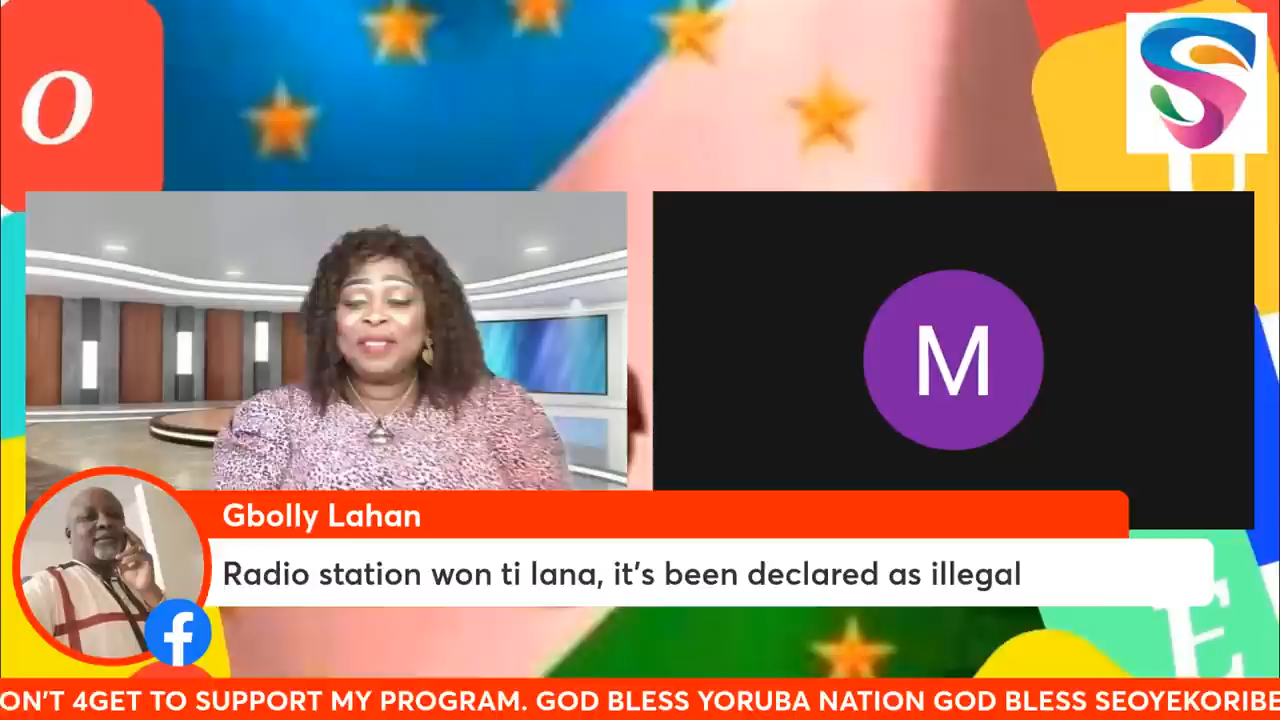 O
S
U
M
Gbolly Lahan
Radio station won ti lana, it's been declared as illegal
E
ON'T 4GET TO SUPPORT MY PROGRAM. GOD BLESS YORUBA NATION GOD BLESS SEOYEKORIBE